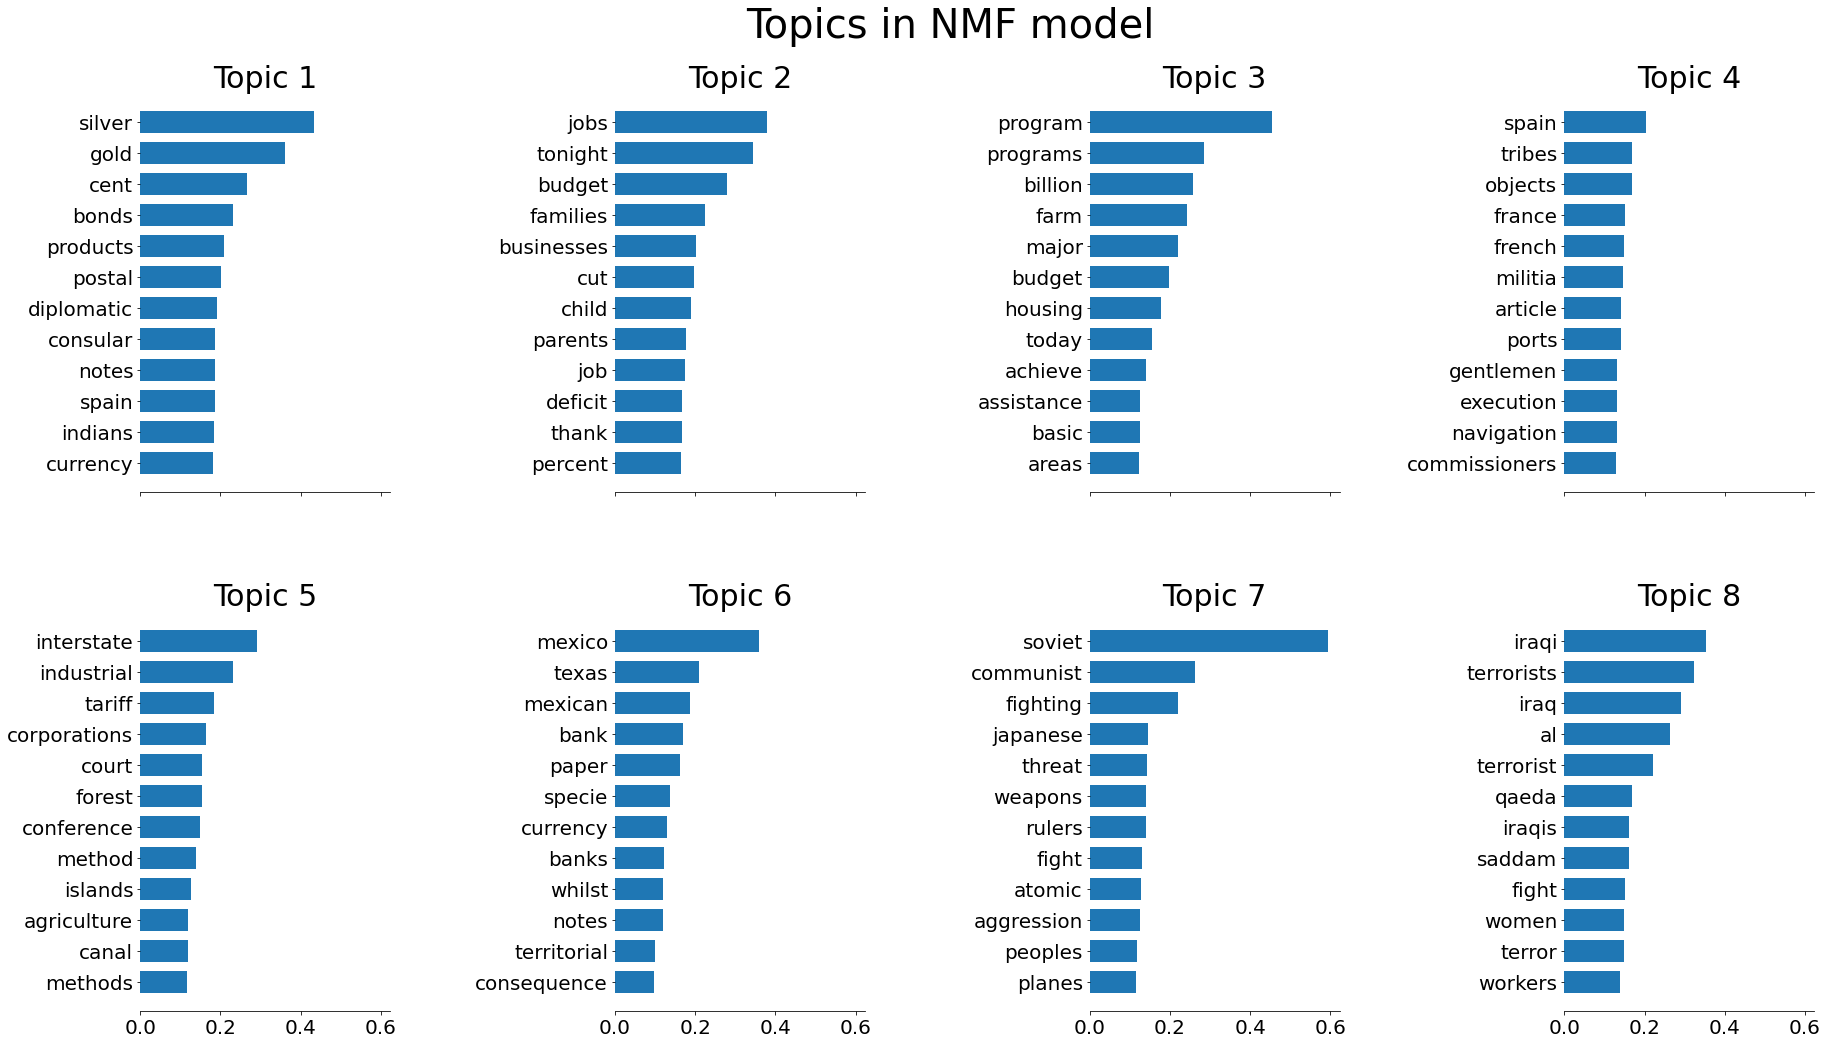 Topics in NMF model
Topic 1
silver
gold
cent
bonds
products
postal
diplomatic
consular
notes
spain
indians
currency
Topic 2
jobs
tonight
budget
families
businesses
cut
child
parents
job
deficit
thank
percent
Topic 3
program
programs
billion
farm
major
budget
housing
today
achieve
assistance
basic
areas
Topic 4
spain
tribes
objects
france
french
militia
article
ports
gentlemen
execution
navigation
commissioners
Topic 5
interstate
industrial
tariff
corporations
court
forest
conference
method
islands
agriculture
canal
methods
0.0 0.2 0.4 0.6
Topic 6
mexico
texas
mexican
bank
paper
specie
currency
banks
whilst
notes
territorial
consequence
0.0 0.2 0.4 0.6
Topic 7
soviet
communist
fighting
japanese
threat
weapons
rulers
fight
atomic
aggression
peoples
planes
0.0 0.2 0.4 0.6
Topic 8
iraqi
terrorists
iraq
al
terrorist
qaeda
iraqis
saddam
fight
women
terror
workers
0.0 0.2 0.4 0.6